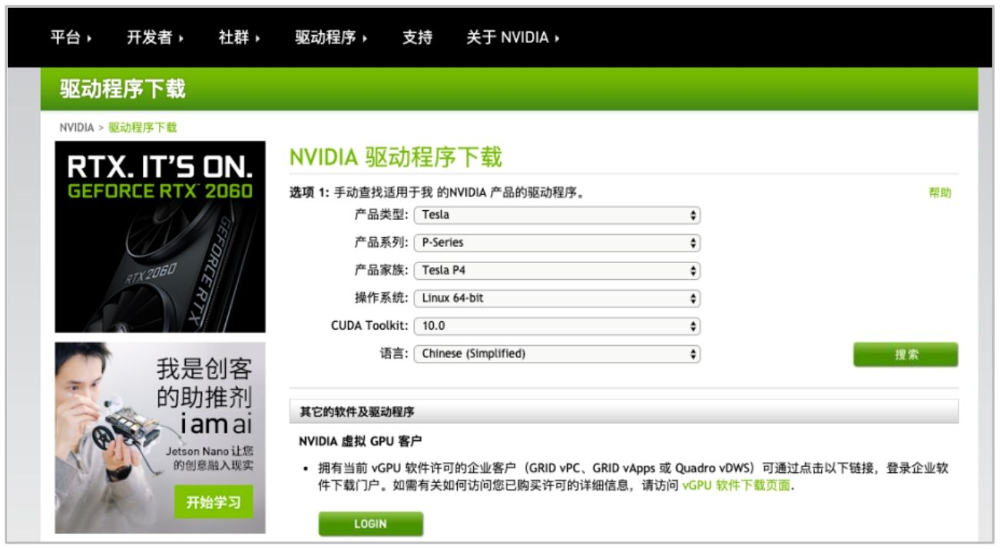 平台 开发者 社群 驱动程序 支持 关于 NVIDIA
驱动程序下载
NVIDIA > 驱动程序下载
RTX. IT'S ON.
GEFORCE RTX™ 2060
GEFORCE RTX
RTX 2060
GEFORCE RTX
我是创客
的助推剂
i am ai
Jetson Nano 让您
的创意融入现实
开始学习
NVIDIA 驱动程序下载
选项 1: 手动查找适用于我 的NVIDIA 产品的驱动程序。
帮助
产品类型: Tesla
产品系列: P-Series
产品家族: Tesla P4
操作系统: Linux 64-bit
CUDA Toolkit: 10.0
语言: Chinese (Simplified)
搜索
其它的软件及驱动程序
NVIDIA 虚拟 GPU 客户
• 拥有当前 vGPU 软件许可的企业客户（GRID vPC、GRID vApps 或 Quadro vDWS）可通过点击以下链接，登录企业软
件下载门户。如需有关如何访问您已购买许可的详细信息，请访问 vGPU 软件下载页面.
LOGIN